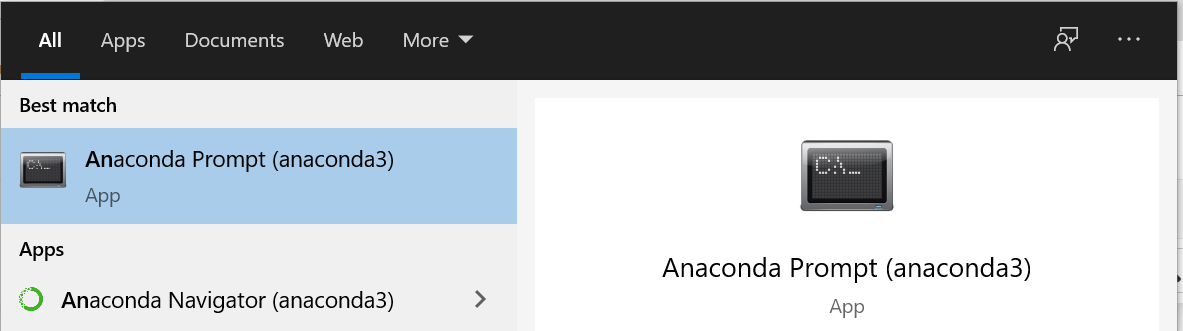 All Apps Documents Web More
Best match
Anaconda Prompt (anaconda3)
App
Apps
Anaconda Navigator (anaconda3)
C:\_
Anaconda Prompt (anaconda3)
App